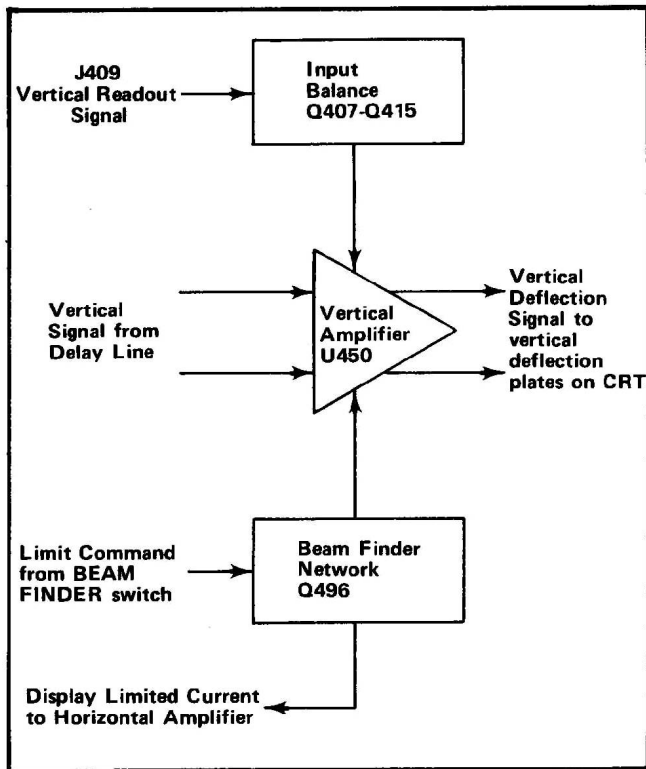 J409
Vertical Readout
Signal
Input
Balance
Q407-Q415
Vertical
Signal from
Delay Line
Vertical
Amplifier
U450
Vertical
Deflection
Signal to
vertical
deflection
plates on CRT
Limit Command
from BEAM
FINDER switch
Beam Finder
Network
Q496
Display Limited Current
to Horizontal Amplifier